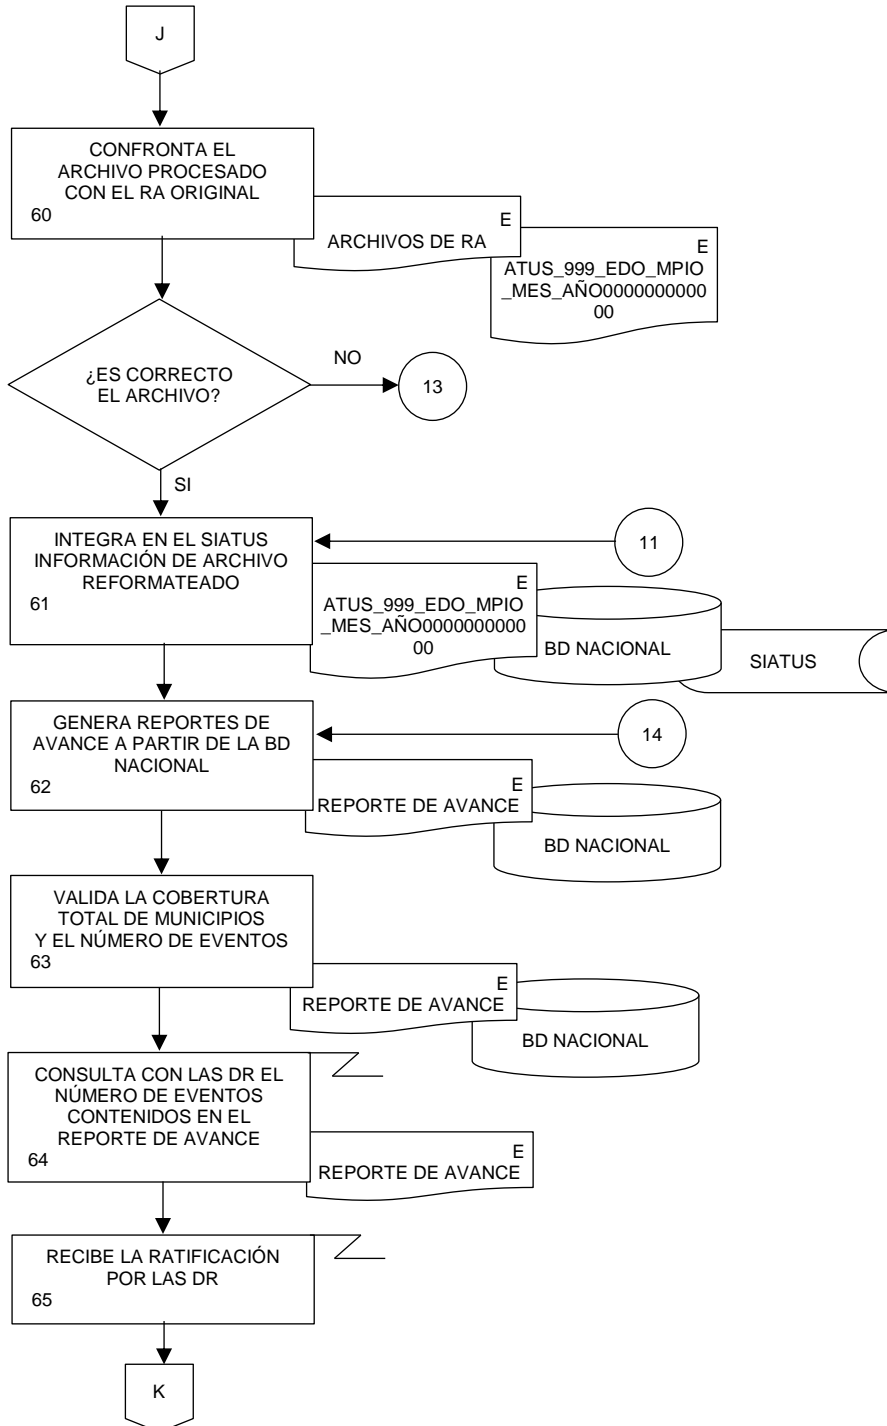 J
CONFRONTA EL
ARCHIVO PROCESADO
CON EL RA ORIGINAL
60
E
ARCHIVOS DE RA
E
ATUS_999_EDO_MPIO
_MES_AÑO0000000000
00
¿ES CORRECTO
EL ARCHIVO?
NO
13
SI
INTEGRA EN EL SIATUS
INFORMACIÓN DE ARCHIVO
REFORMATEADO
61
11
E
ATUS_999_EDO_MPIO
_MES_AÑO0000000000
00
BD NACIONAL
SIATUS
GENERA REPORTES DE
AVANCE A PARTIR DE LA BD
NACIONAL
62
14
E
REPORTE DE AVANCE
BD NACIONAL
VALIDA LA COBERTURA
TOTAL DE MUNICIPIOS
Y EL NÚMERO DE EVENTOS
63
E
REPORTE DE AVANCE
BD NACIONAL
CONSULTA CON LAS DR EL
NÚMERO DE EVENTOS
CONTENIDOS EN EL
REPORTE DE AVANCE
64
E
REPORTE DE AVANCE
RECIBE LA RATIFICACIÓN
POR LAS DR
65
K